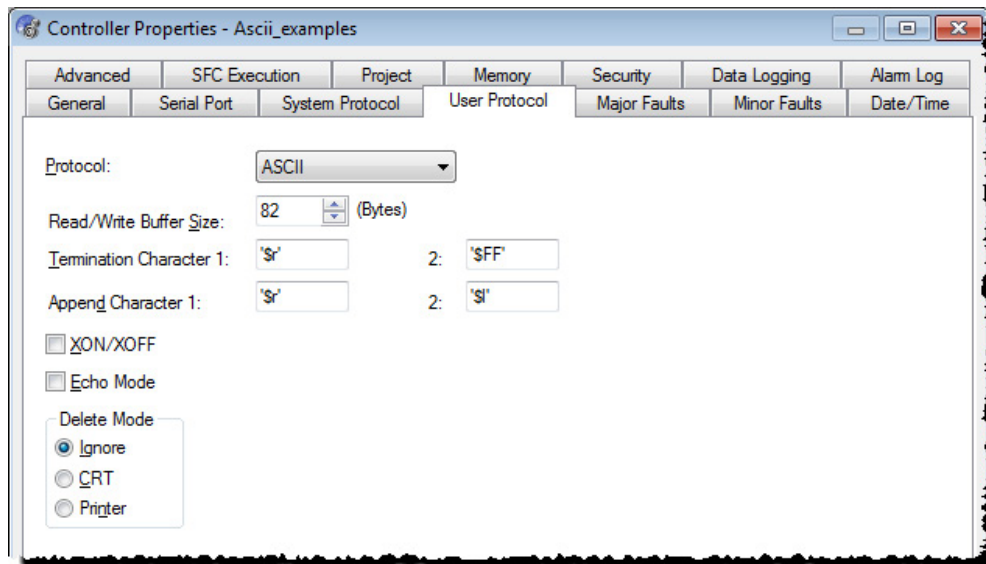 Controller Properties - Ascii_examples
Advanced SFC Execution Project Memory Security Data Logging Alarm Log
General Serial Port System Protocol User Protocol Major Faults Minor Faults Date/Time
Protocol: ASCII
Read/Write Buffer Size: 82 (Bytes)
Termination Character 1: '$r' 2: '$FF'
Append Character 1: '$r' 2: '$l'
XON/XOFF
Echo Mode
Delete Mode
Ignore
CRT
Printer